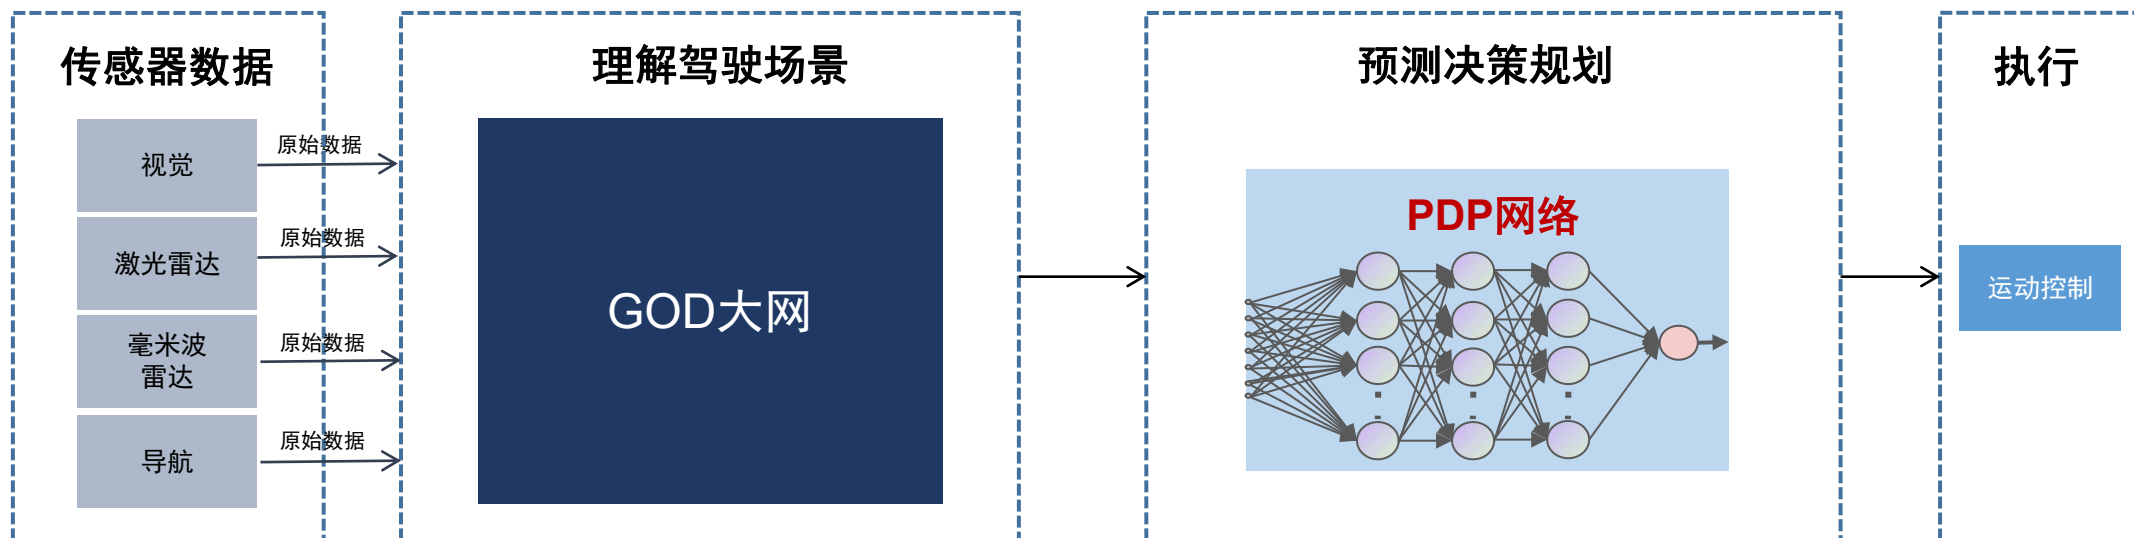 传感器数据
视觉
激光雷达
毫米波
雷达
导航
原始数据
原始数据
原始数据
原始数据
理解驾驶场景
GOD大网
预测决策规划
PDP网络
执行
运动控制